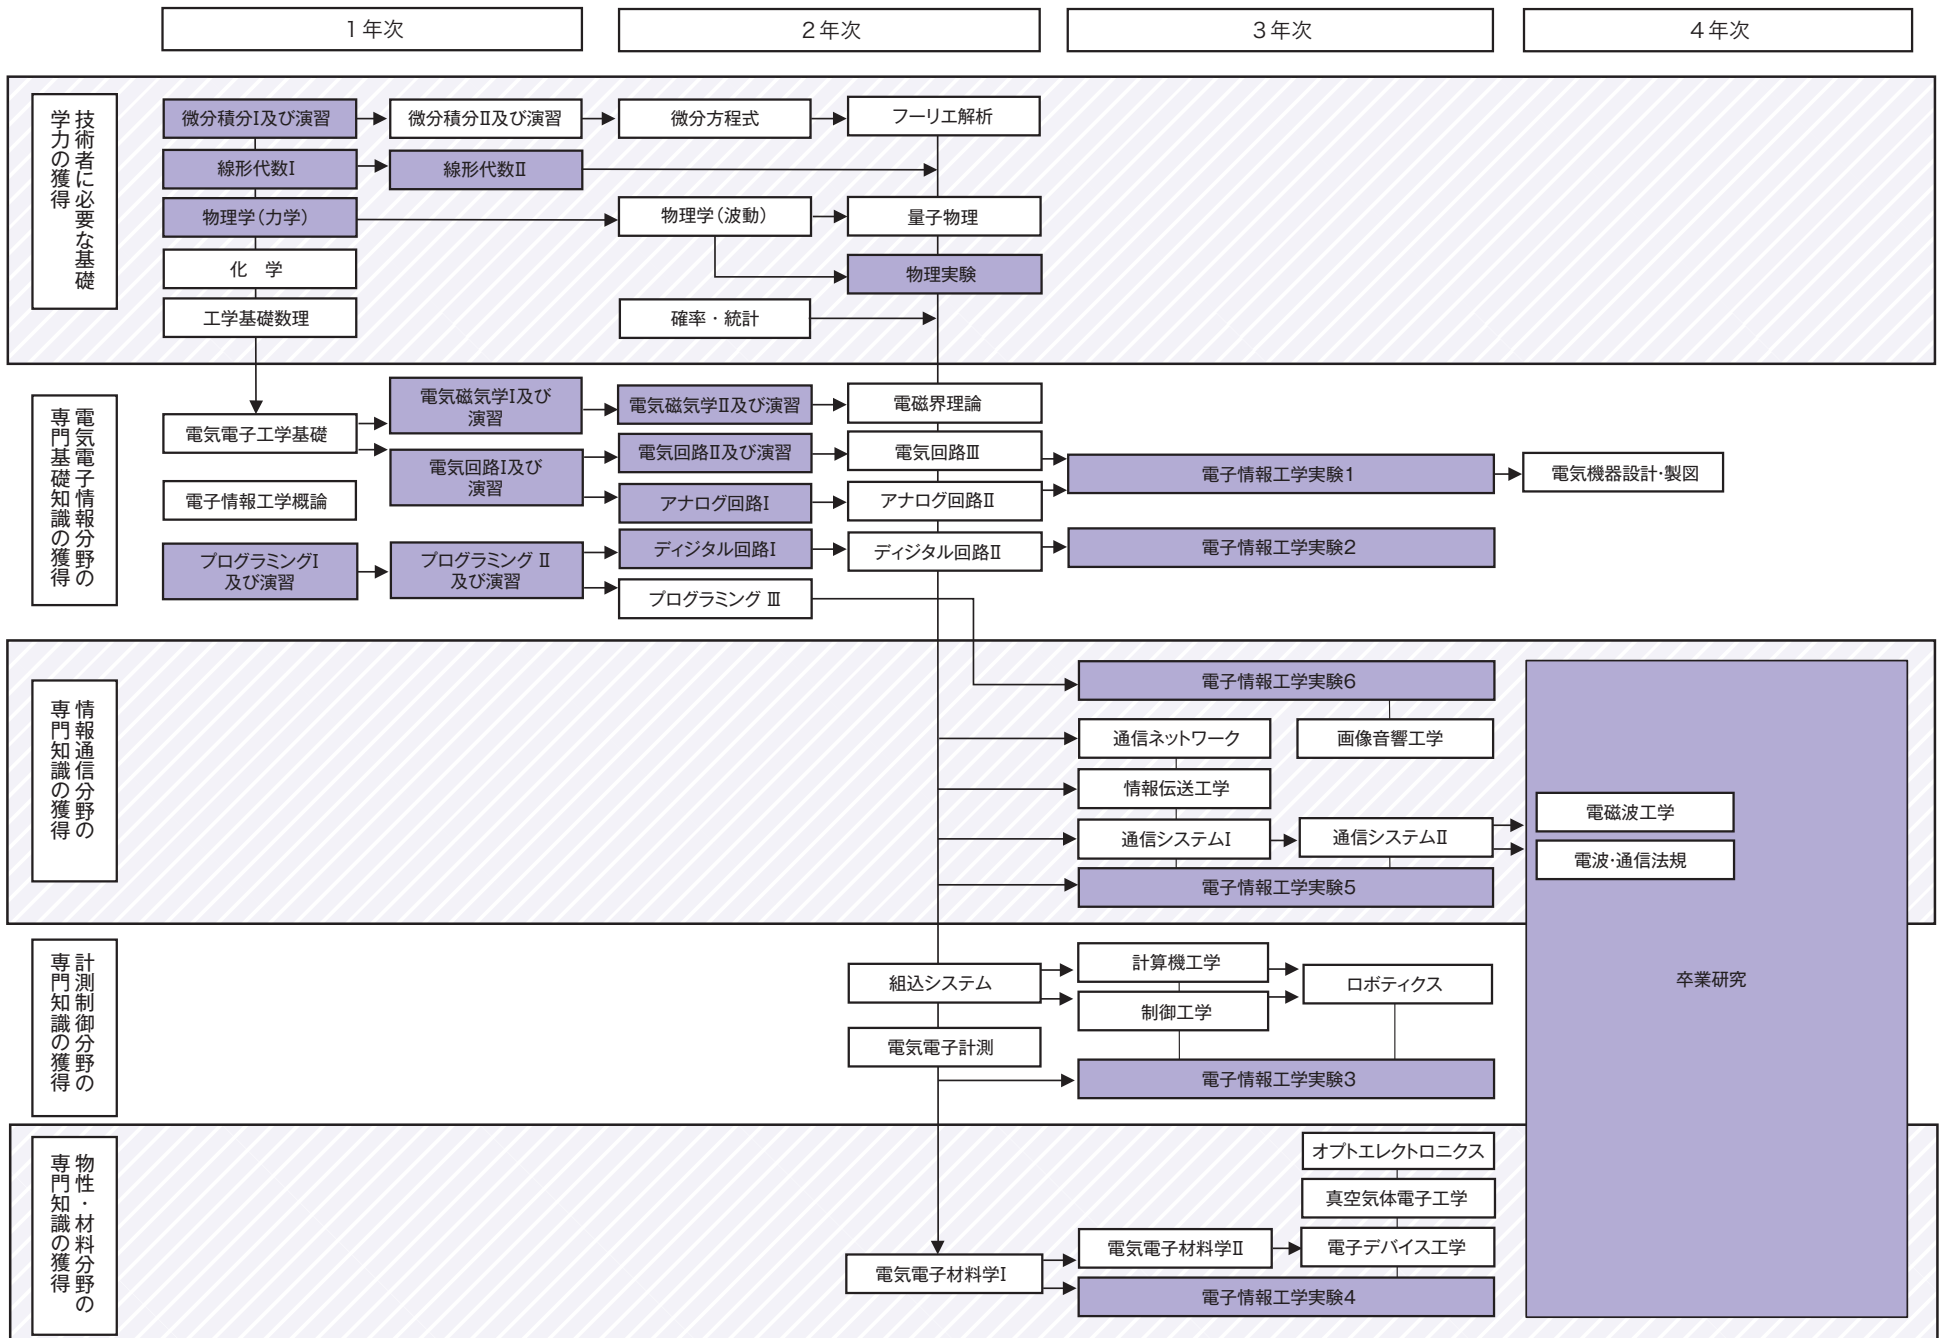 1年次
2年次
3年次
4年次
技術者に必要な基礎
学力の獲得
微分積分Ⅰ及び演習
微分積分Ⅱ及び演習
微分方程式
フーリエ解析
線形代数Ⅰ
線形代数Ⅱ
物理学（力学）
物理学（波動）
量子物理
化　学
物理実験
工学基礎数理
確率・統計
電気電子情報分野の
専門基礎知識の獲得
電気電子工学基礎
電気磁気学Ⅰ及び
演習
電気磁気学Ⅱ及び演習
電磁界理論
電気回路Ⅰ及び
演習
電気回路Ⅱ及び演習
電気回路Ⅲ
電子情報工学実験1
電気機器設計・製図
電子情報工学概論
アナログ回路Ⅰ
アナログ回路Ⅱ
プログラミングⅠ
及び演習
プログラミング Ⅱ
及び演習
ディジタル回路Ⅰ
ディジタル回路Ⅱ
電子情報工学実験2
プログラミング Ⅲ
情報通信分野の
専門知識の獲得
電子情報工学実験6
通信ネットワーク
画像音響工学
情報伝送工学
通信システムⅠ
通信システムⅡ
電磁波工学
電波・通信法規
電子情報工学実験5
計測制御分野の
専門知識の獲得
組込システム
計算機工学
制御工学
ロボティクス
卒業研究
電気電子計測
電子情報工学実験3
物性・材料分野の
専門知識の獲得
オプトエレクトロニクス
真空気体電子工学
電気電子材料学Ⅰ
電気電子材料学Ⅱ
電子デバイス工学
電子情報工学実験4